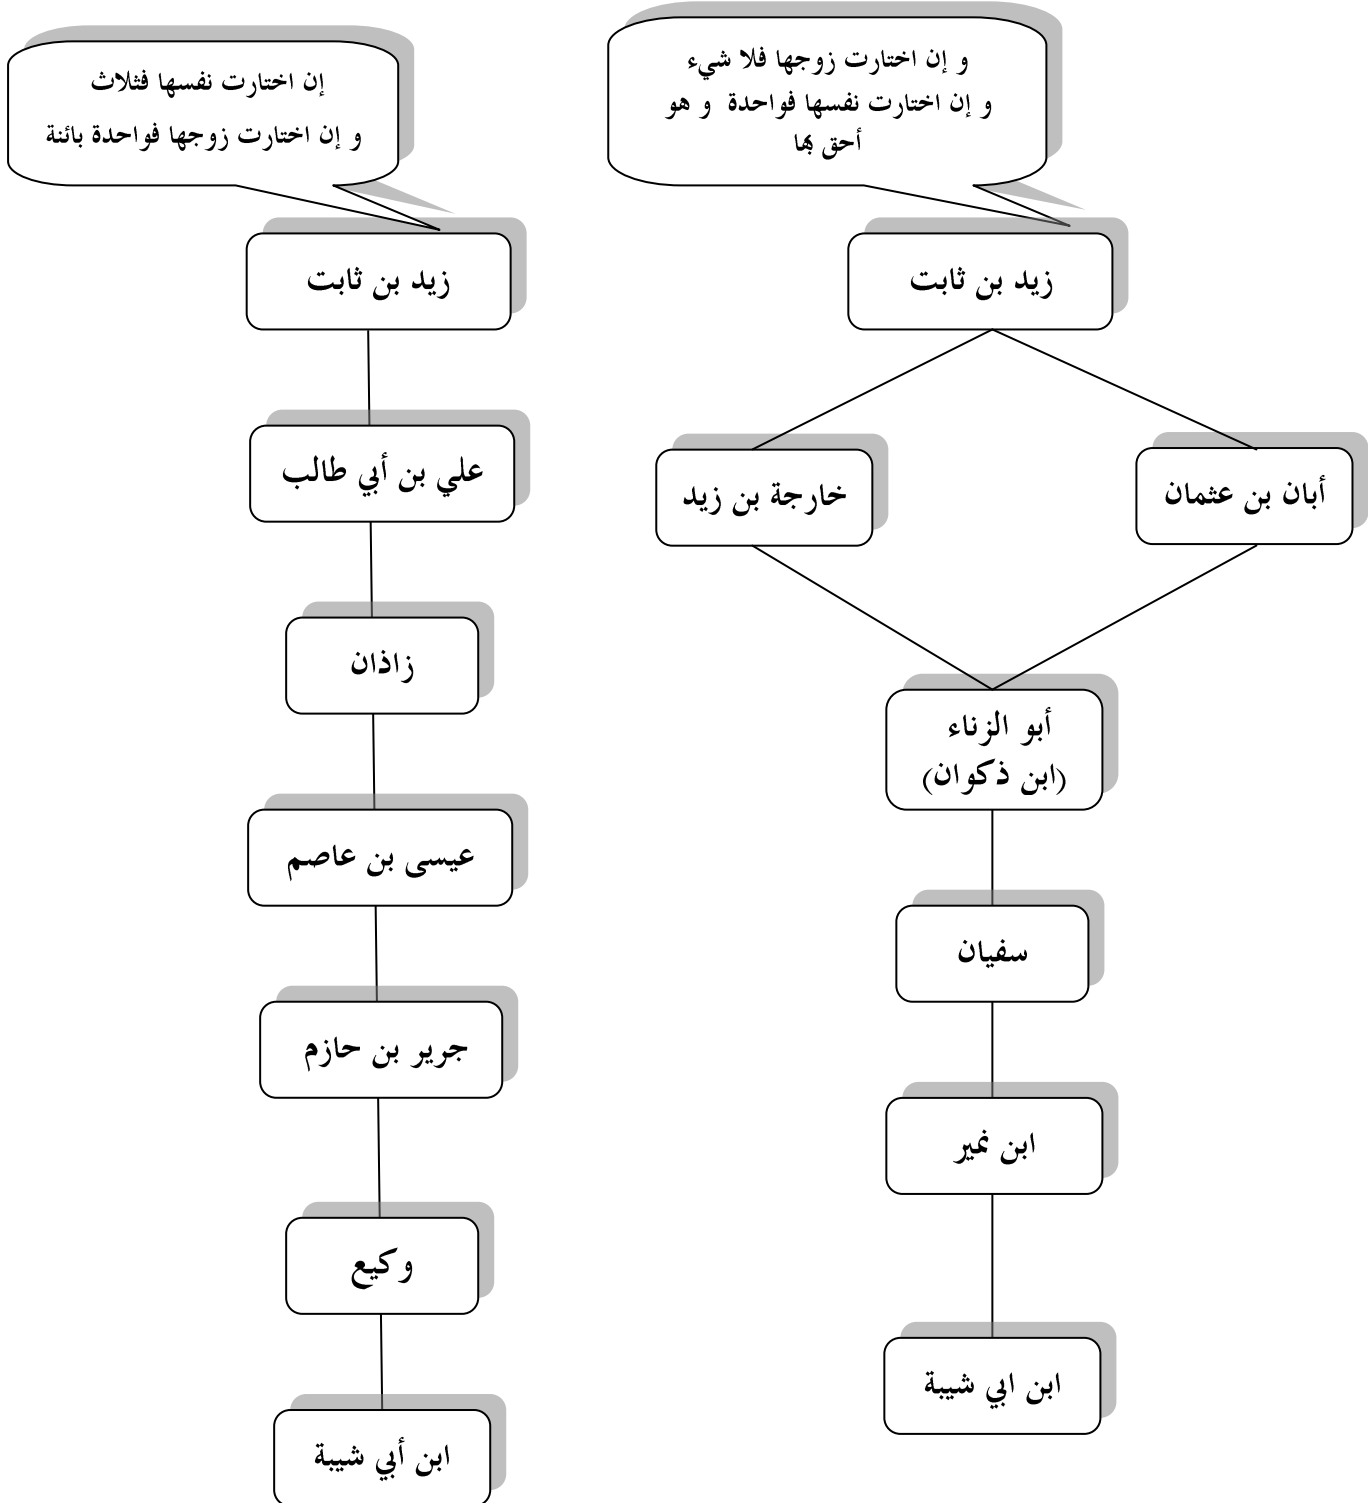 و إن اختارت زوجها فلا شيء
و إن اختارت نفسها فواحدة و هو
أحق بها
زيد بن ثابت
أبان بن عثمان
خارجة بن زيد
أبو الزناء
(ابن ذكوان)
سفيان
ابن نمير
ابن ابي شيبة
إن اختارت نفسها فثلاث
و إن اختارت زوجها فواحدة بائنة
زيد بن ثابت
علي بن أبي طالب
زاذان
عيسى بن عاصم
جرير بن حازم
وكيع
ابن أبي شيبة